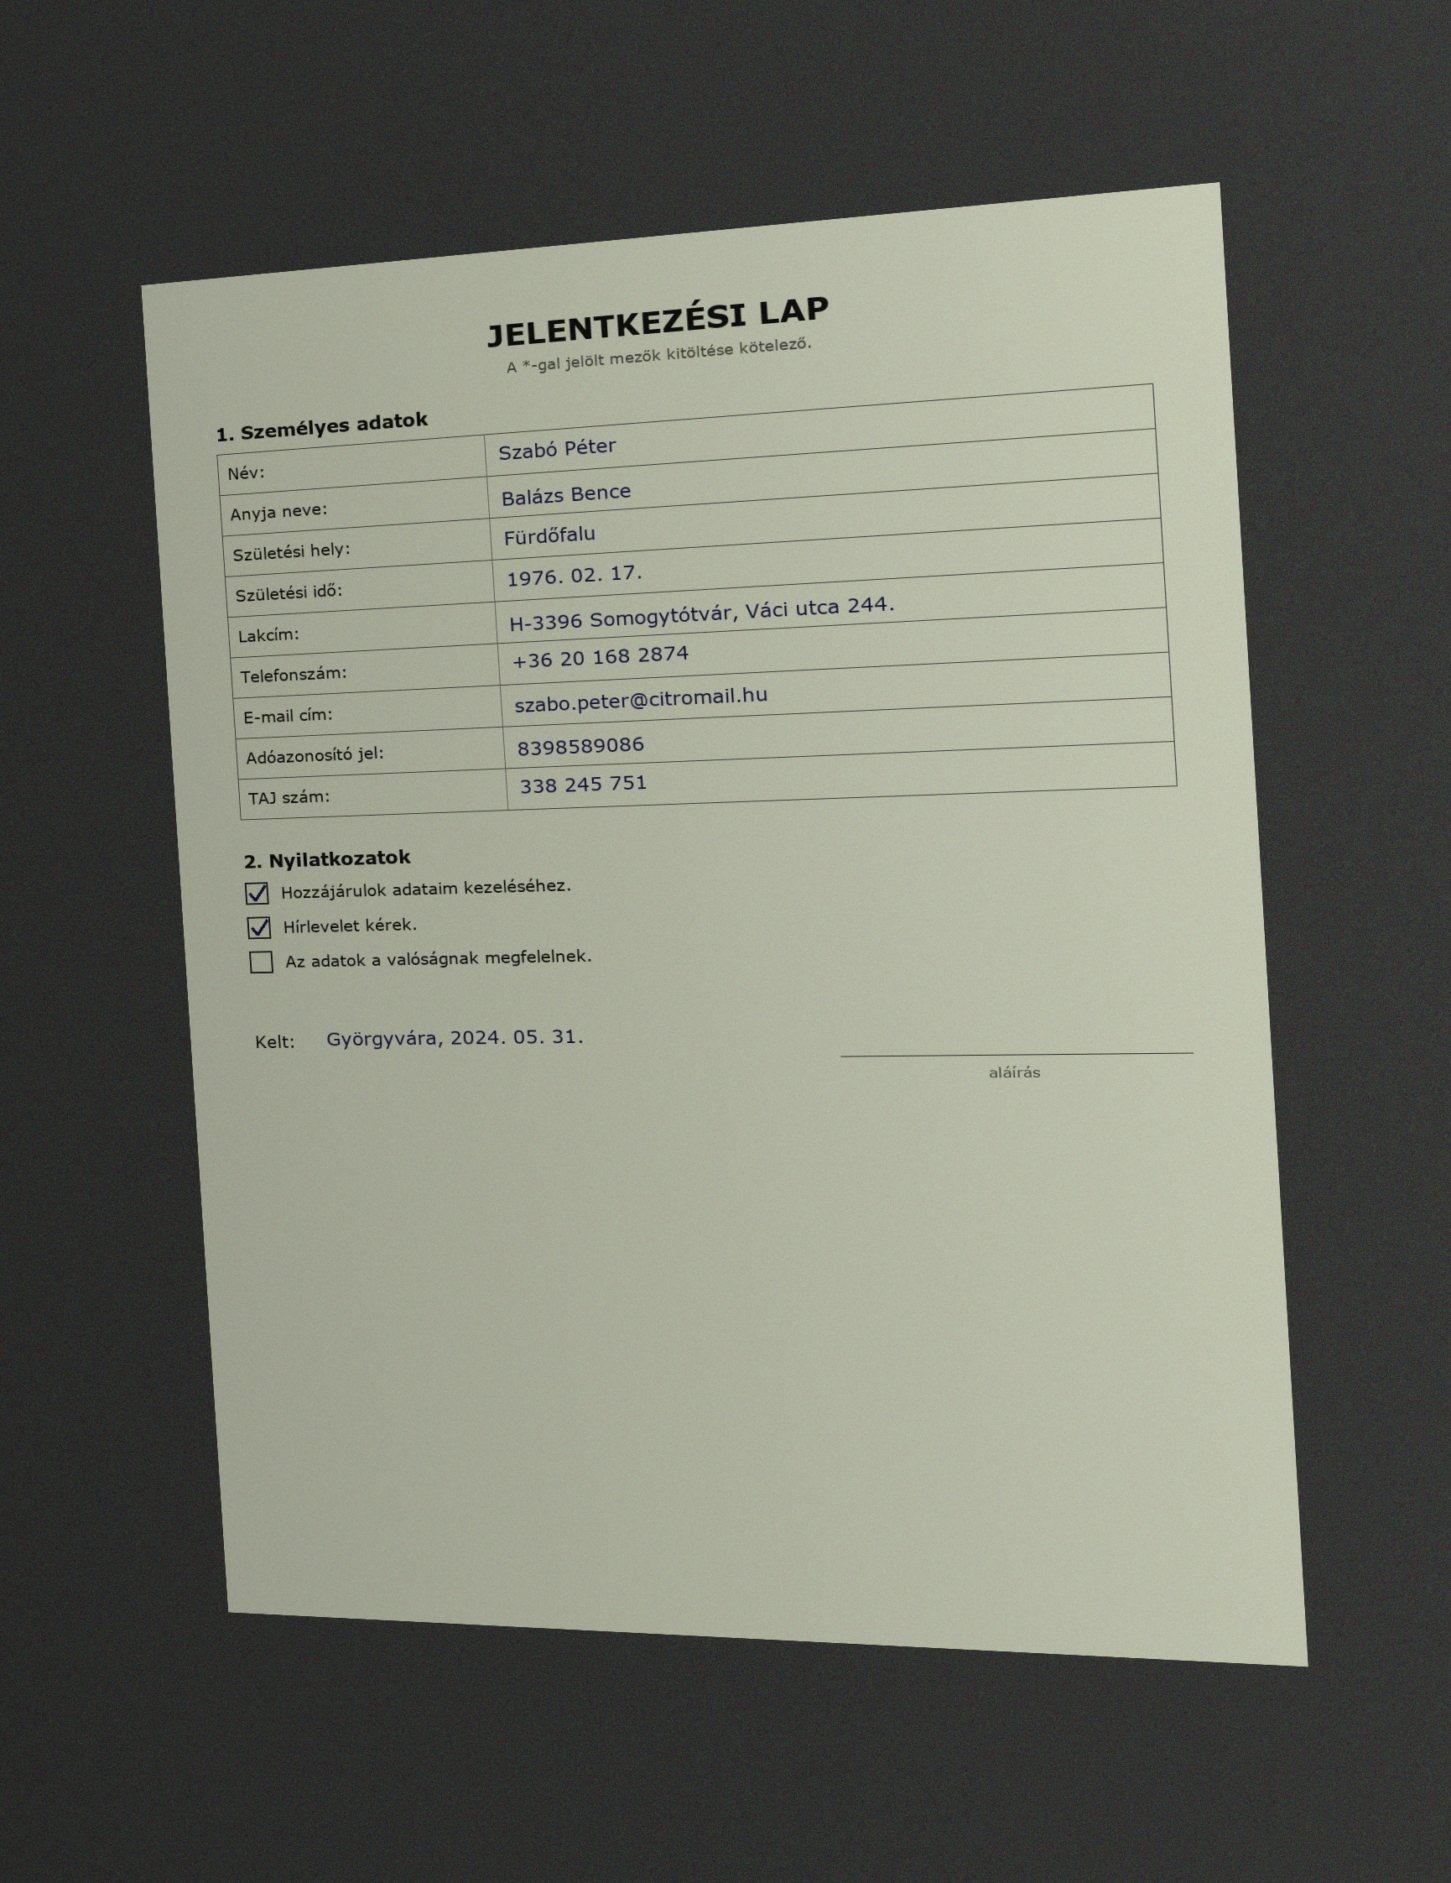 JELENTKEZÉSI LAP
A *-gal jelölt mezők kitöltése kötelező.
1. Személyes adatok
Név: Szabó Péter
Anyja neve: Balázs Bence
Születési hely: Fürdőfalu
Születési idő: 1976. 02. 17.
Lakcím: H-3396 Somogytótvár, Váci utca 244.
Telefonszám: +36 20 168 2874
E-mail cím: szabo.peter@citromail.hu
Adóazonosító jel: 8398589086
TAJ szám: 338 245 751
2. Nyilatkozatok
Hozzájárulok adataim kezeléséhez.
Hírlevelet kérek.
Az adatok a valóságnak megfelelnek.
Kelt: Györgyvára, 2024. 05. 31.
aláírás